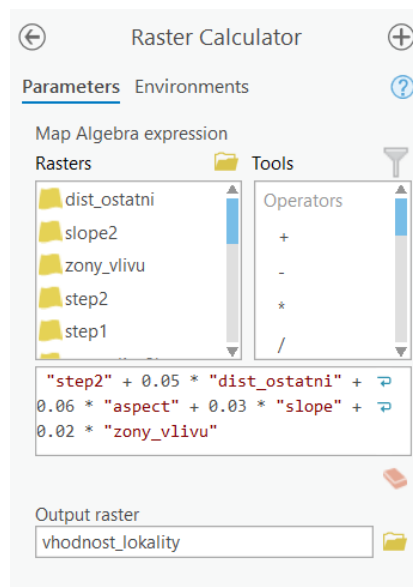 Raster Calculator
Parameters Environments
Map Algebra expression
Rasters Tools
dist_ostatni
slope2
zony_vlivu
step2
step1
Operators
+
-
*
/
"step2" + 0.05 * "dist_ostatni" +
0.06 * "aspect" + 0.03 * "slope" +
0.02 * "zony_vlivu"
Output raster
vhodnost_lokality